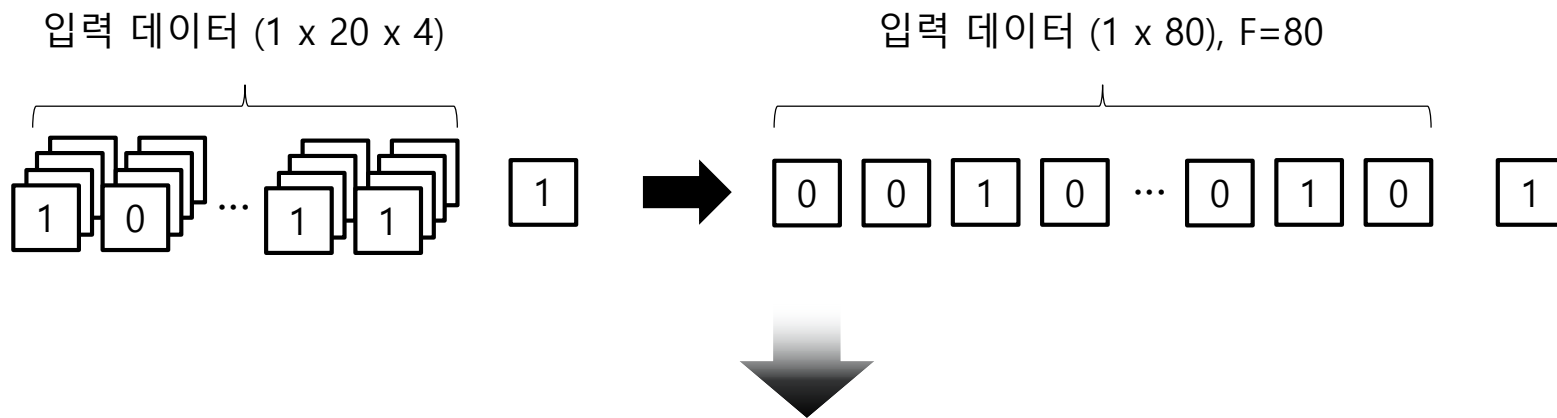 입력 데이터 (1 x 20 x 4)
입력 데이터 (1 x 80), F=80
1 0 ... 1 1 1
0 0 1 0 ... 0 1 0 1